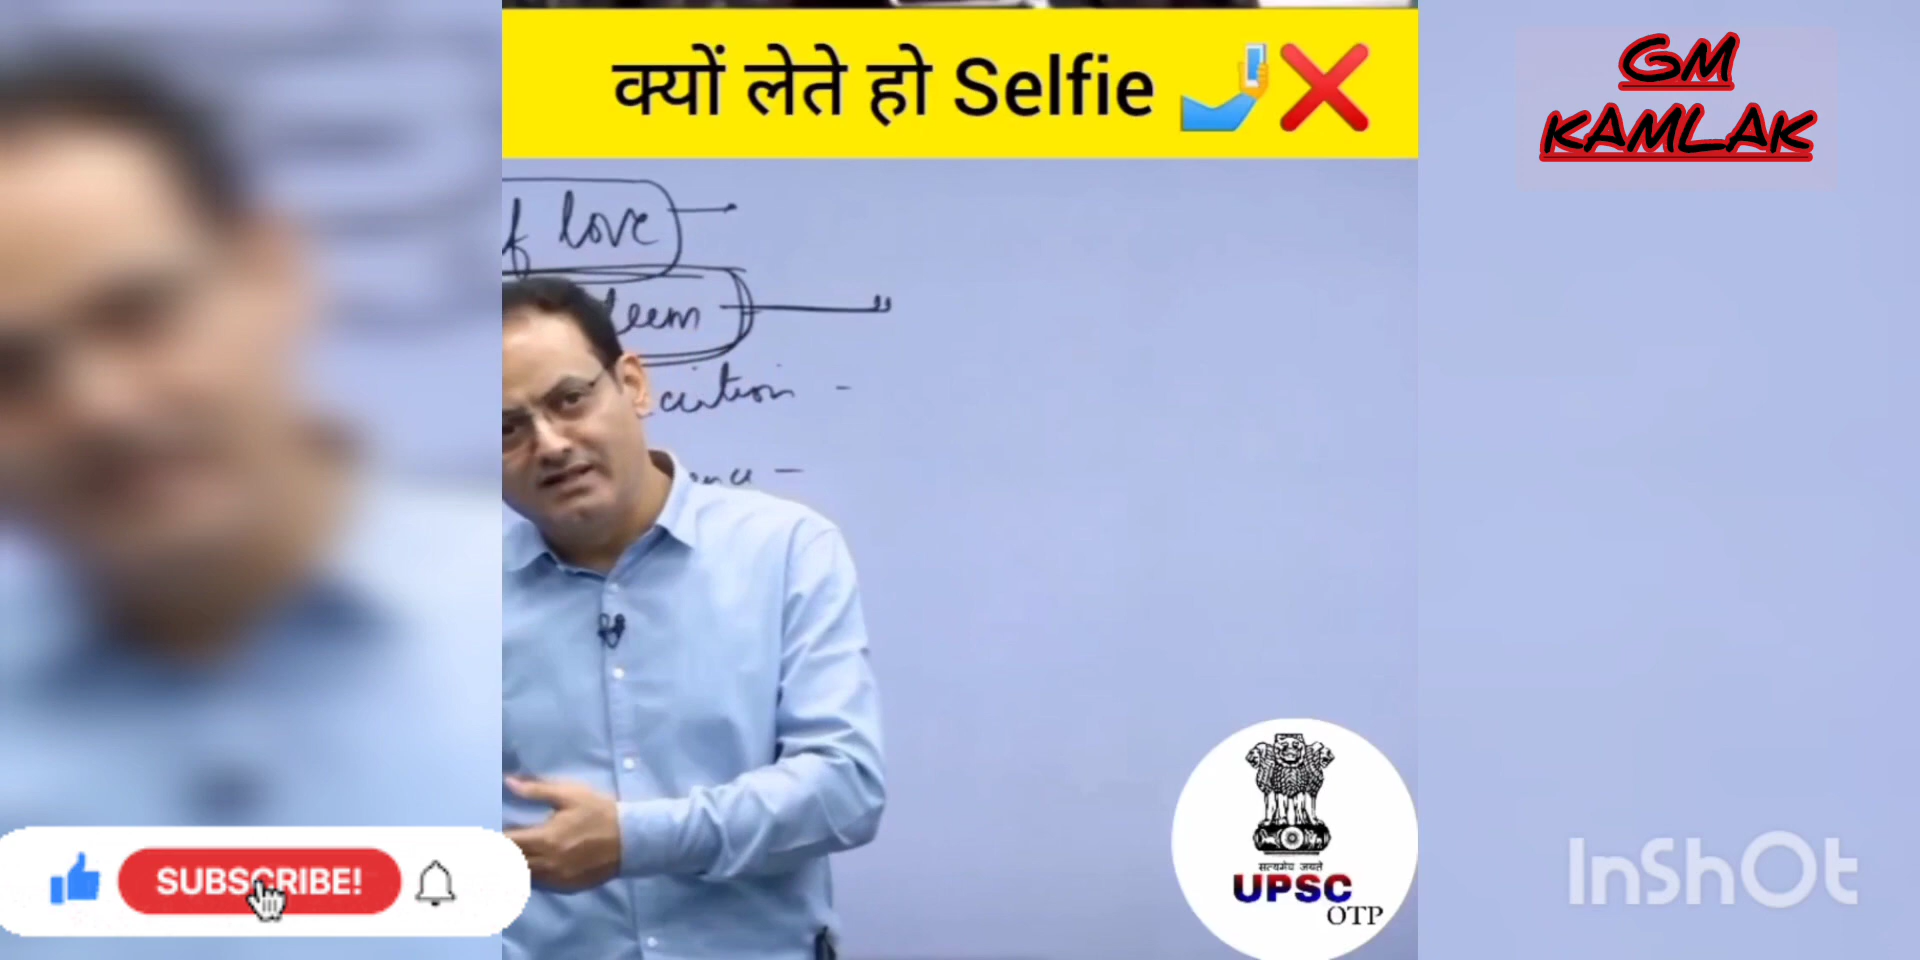 क्यों लेते हो Selfie
GM
KAMLAK
love
SUBSCRIBE!
सत्यमेव जयते
UPSC
OTP
InShOt